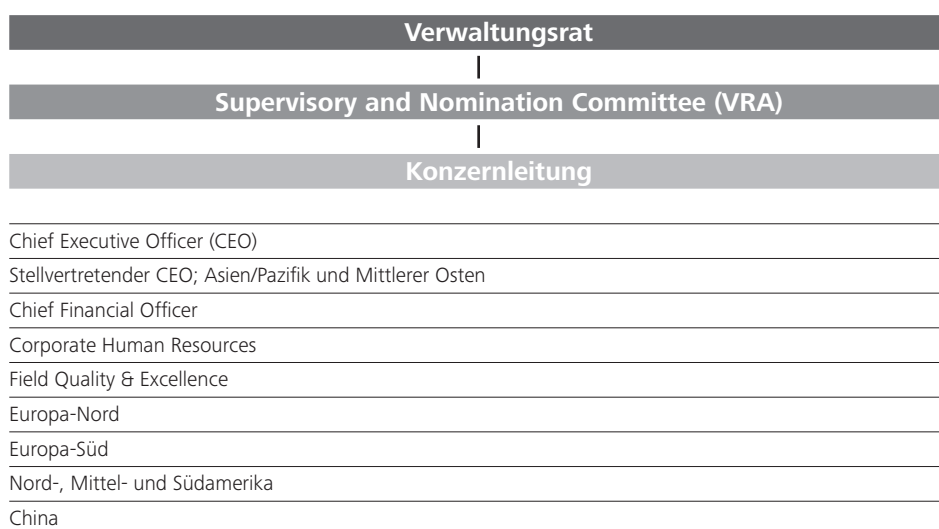 Verwaltungsrat
Supervisory and Nomination Committee (VRA)
Konzernleitung
Chief Executive Officer (CEO)
Stellvertretender CEO; Asien/Pazifik und Mittlerer Osten
Chief Financial Officer
Corporate Human Resources
Field Quality & Excellence
Europa-Nord
Europa-Süd
Nord-, Mittel- und Südamerika
China